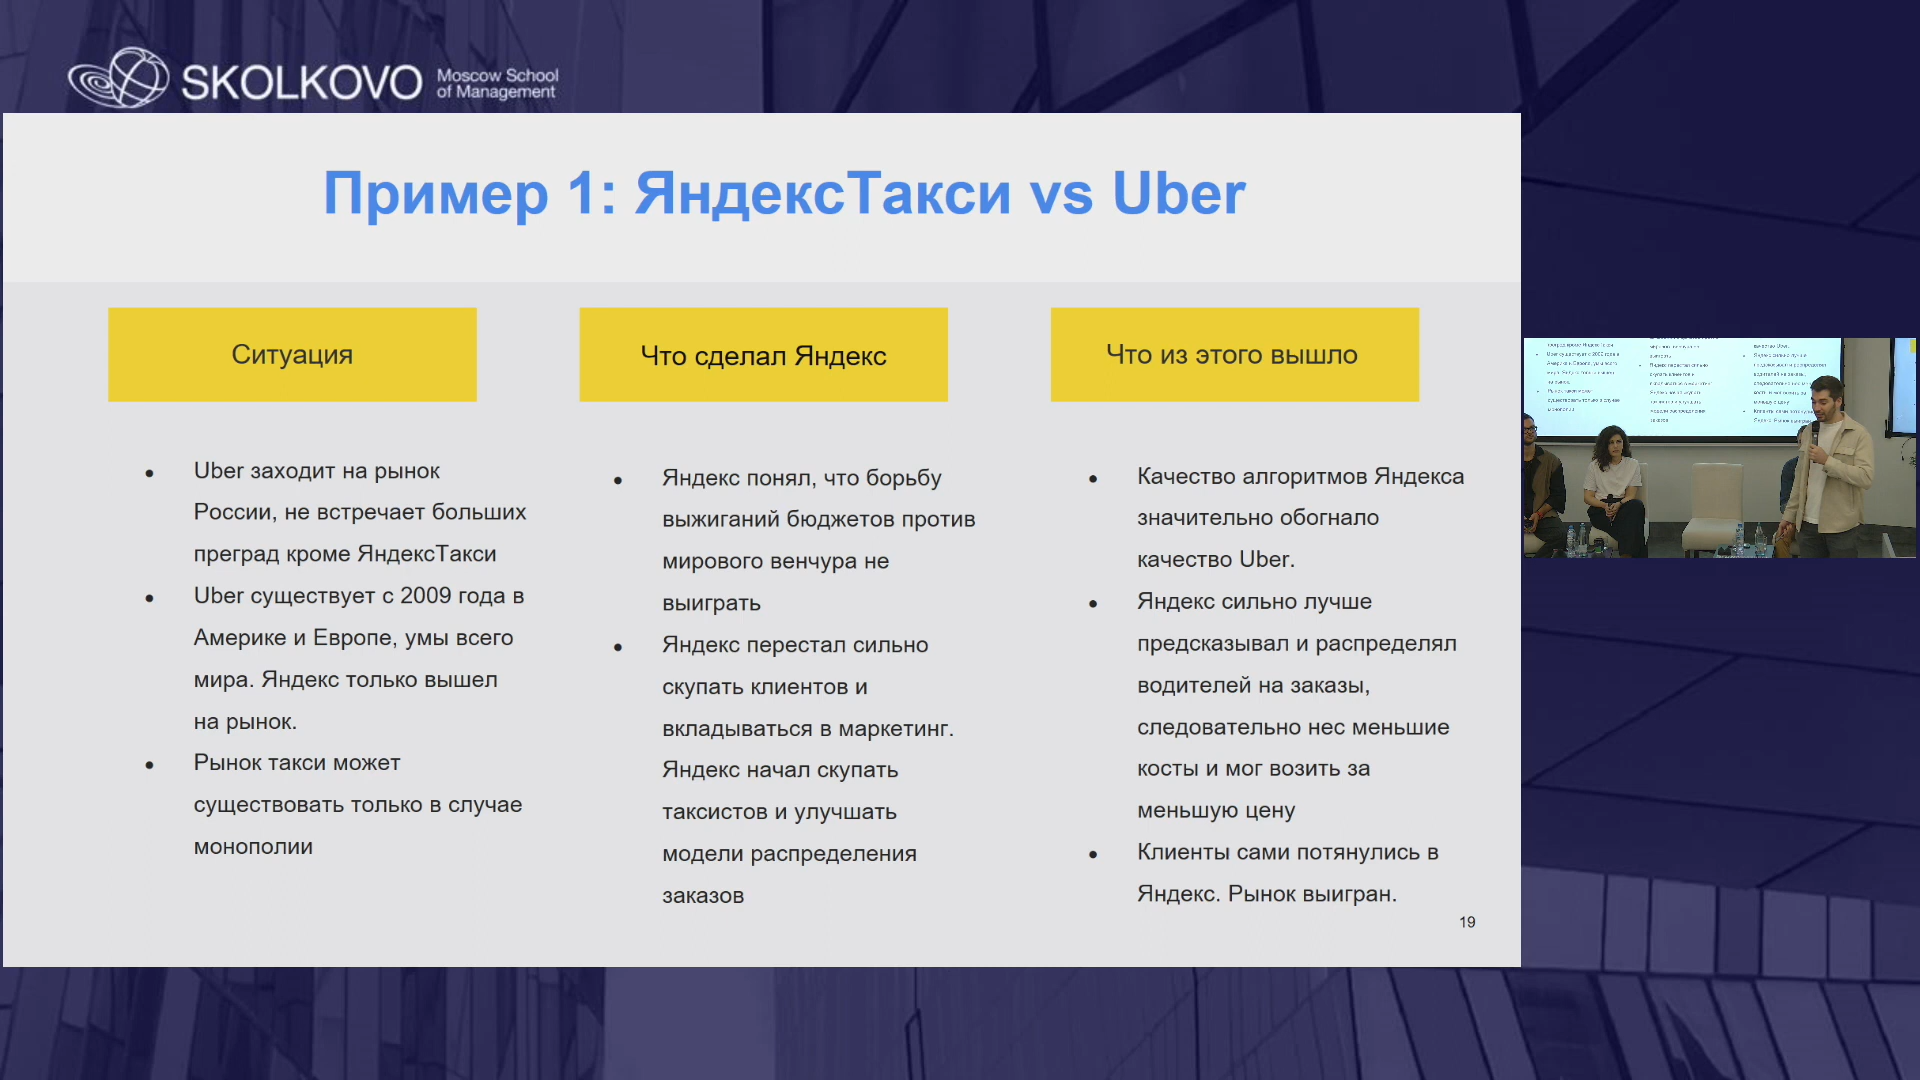 SKOLKOVO
Moscow School
of Management
Пример 1: ЯндексТакси vs Uber
Ситуация
Uber заходит на рынок
России, не встречает больших
преград кроме ЯндексТакси
Uber существует с 2009 года в
Америке и Европе, умы всего
мира. Яндекс только вышел
на рынок.
Рынок такси может
существовать только в случае
монополии
Что сделал Яндекс
Яндекс понял, что борьбу
выжиганий бюджетов против
мирового венчура не
выиграть
Яндекс перестал сильно
скупать клиентов и
вкладываться в маркетинг.
Яндекс начал скупать
таксистов и улучшать
модели распределения
заказов
Что из этого вышло
Качество алгоритмов Яндекса
значительно обогнало
качество Uber.
Яндекс сильно лучше
предсказывал и распределял
водителей на заказы,
следовательно нес меньшие
косты и мог возить за
меньшую цену
Клиенты сами потянулись в
Яндекс. Рынок выигран.
19